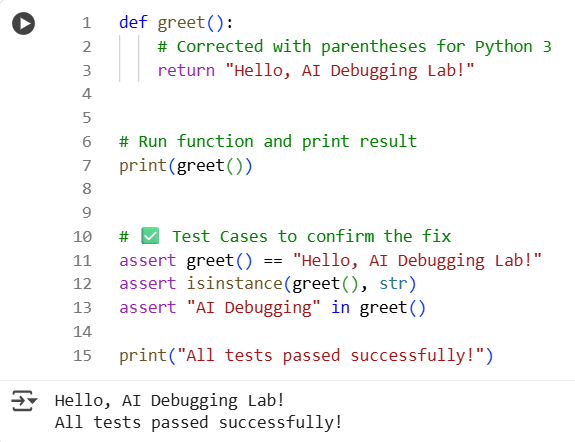 1 def greet():
2     # Corrected with parentheses for Python 3
3     return "Hello, AI Debugging Lab!"
4
5
6 # Run function and print result
7 print(greet())
8
9
10 # ✅ Test Cases to confirm the fix
11 assert greet() == "Hello, AI Debugging Lab!"
12 assert isinstance(greet(), str)
13 assert "AI Debugging" in greet()
14
15 print("All tests passed successfully!")
Hello, AI Debugging Lab!
All tests passed successfully!